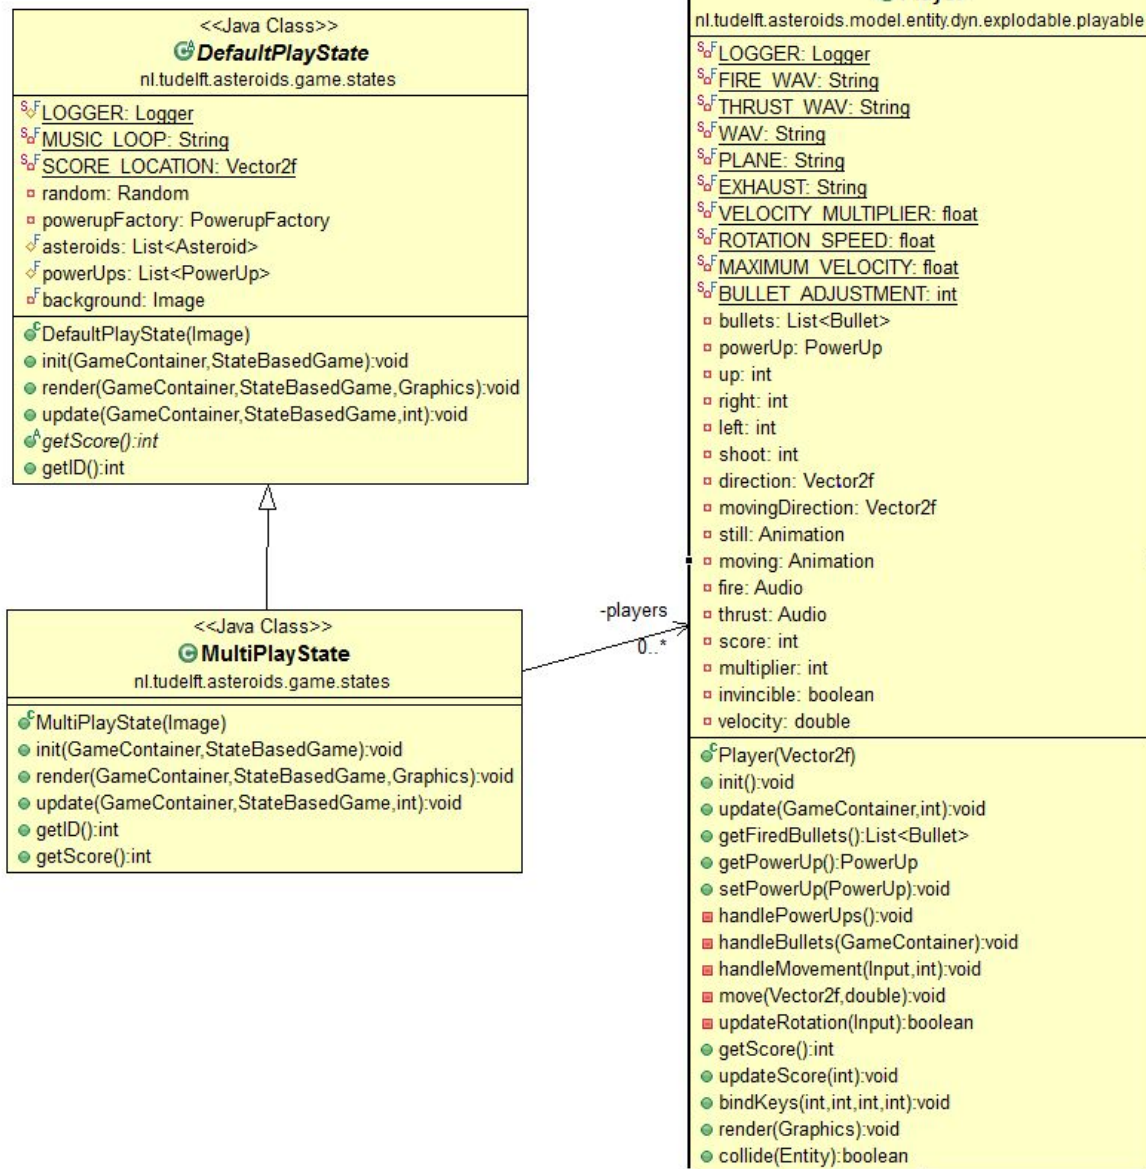 <<Java Class>>
DefaultPlayState
nl.tudelft.asteroids.game.states
LOGGER: Logger
MUSIC_LOOP: String
SCORE_LOCATION: Vector2f
random: Random
powerupFactory: PowerupFactory
asteroids: List<Asteroid>
powerUps: List<PowerUp>
background: Image
DefaultPlayState(Image)
init(GameContainer,StateBasedGame):void
render(GameContainer,StateBasedGame,Graphics):void
update(GameContainer,StateBasedGame,int):void
getScore():int
getID():int
<<Java Class>>
MultiPlayState
nl.tudelft.asteroids.game.states
MultiPlayState(Image)
init(GameContainer,StateBasedGame):void
render(GameContainer,StateBasedGame,Graphics):void
update(GameContainer,StateBasedGame,int):void
getID():int
getScore():int
-players
0..*
nl.tudelft.asteroids.model.entity.dyn.explodable.playable
LOGGER: Logger
FIRE_WAV: String
THRUST_WAV: String
WAV: String
PLANE: String
EXHAUST: String
VELOCITY_MULTIPLIER: float
ROTATION_SPEED: float
MAXIMUM_VELOCITY: float
BULLET_ADJUSTMENT: int
bullets: List<Bullet>
powerUp: PowerUp
up: int
right: int
left: int
shoot: int
direction: Vector2f
movingDirection: Vector2f
still: Animation
moving: Animation
fire: Audio
thrust: Audio
score: int
multiplier: int
invincible: boolean
velocity: double
Player(Vector2f)
init():void
update(GameContainer,int):void
getFiredBullets():List<Bullet>
getPowerUp():PowerUp
setPowerUp(PowerUp):void
handlePowerUps():void
handleBullets(GameContainer):void
handleMovement(Input,int):void
move(Vector2f,double):void
updateRotation(Input):boolean
getScore():int
updateScore(int):void
bindKeys(int,int,int,int):void
render(Graphics):void
collide(Entity):boolean